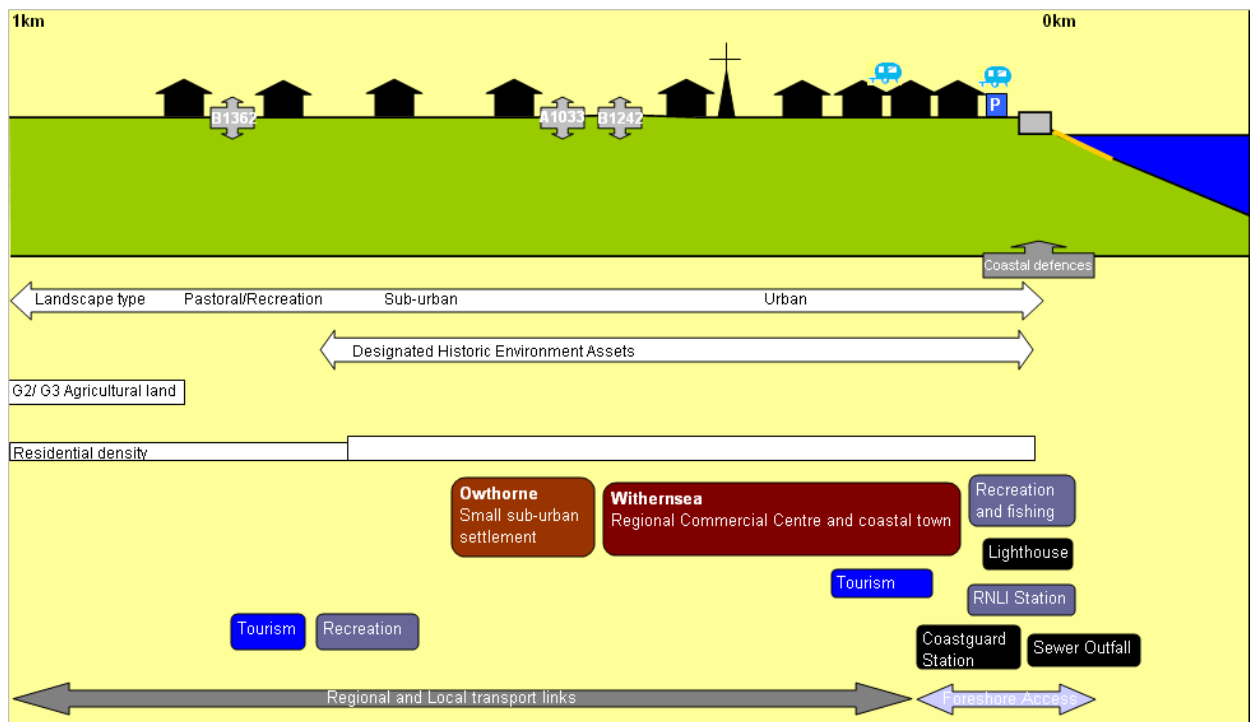 1km
0km
P
B1362
A1033
B1242
Coastal defences
Landscape type
Pastoral/Recreation
Sub-urban
Urban
Designated Historic Environment Assets
G2/ G3 Agricultural land
Residential density
Owthorne
Small sub-urban
settlement
Withernsea
Regional Commercial Centre and coastal town
Recreation
and fishing
Lighthouse
Tourism
RNLI Station
Tourism
Recreation
Coastguard
Station
Sewer Outfall
Regional and Local transport links
Foreshore Access